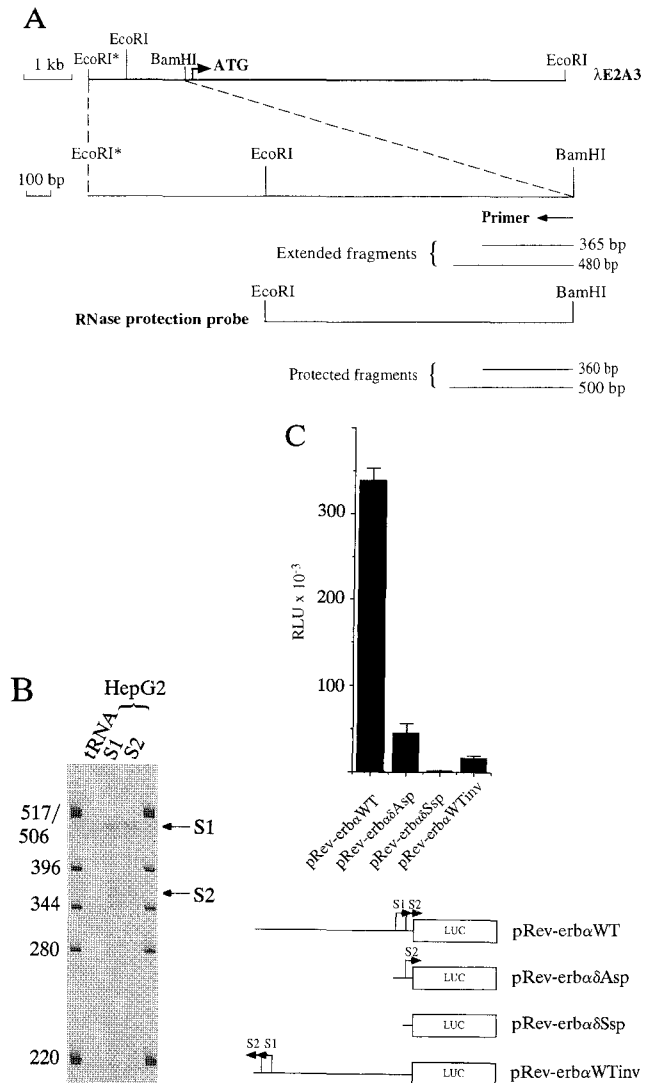 A
EcoRI
EcoRI*
BamHI
ATG
EcoRI
1 kb
λE2A3
EcoRI*
EcoRI
BamHI
100 bp
Primer
Extended fragments {
365 bp
480 bp
EcoRI
BamHI
RNase protection probe
Protected fragments {
360 bp
500 bp
C
300
200
100
RLU x 10-3
pRev-erbαWT
pRev-erbαδAsp
pRev-erbαδSsp
pRev-erbαWTinv
B
HepG2
tRNA
S1
S2
517/
506
396
344
280
220
S1
S2
S1 S2
LUC
pRev-erbαWT
S2
LUC
pRev-erbαδAsp
LUC
pRev-erbαδSsp
S2 S1
LUC
pRev-erbαWTinv